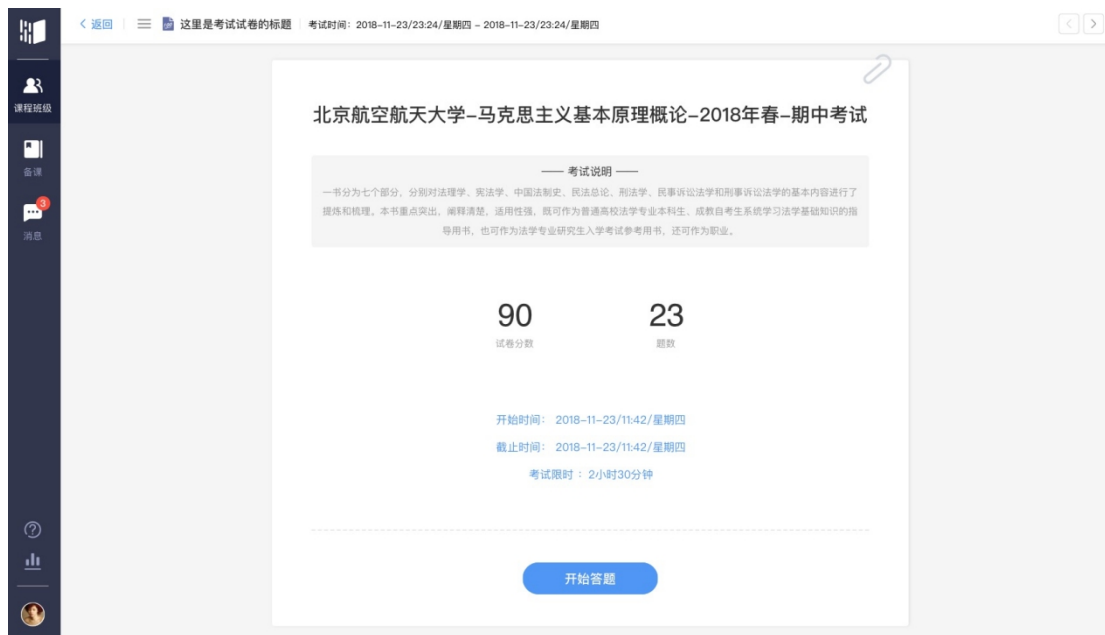 返回
这里是考试试卷的标题
考试时间：2018-11-23/23:24/星期四 - 2018-11-23/23:24/星期四
课程班级
备课
3
消息
北京航空航天大学-马克思主义基本原理概论-2018年春-期中考试
—— 考试说明 ——
一书分为七个部分，分别对法理学、宪法学、中国法制史、民法总论、刑法学、民事诉讼法学和刑事诉讼法学的基本内容进行了
提炼和梳理。本书重点突出，阐释清楚，适用性强，既可作为普通高校法学专业本科生、成教自考生系统学习法学基础知识的指
导用书，也可作为法学专业研究生入学考试参考用书，还可作为职业。
90
试卷分数
23
题数
开始时间： 2018-11-23/11:42/星期四
截止时间： 2018-11-23/11:42/星期四
考试限时 ：2小时30分钟
开始答题